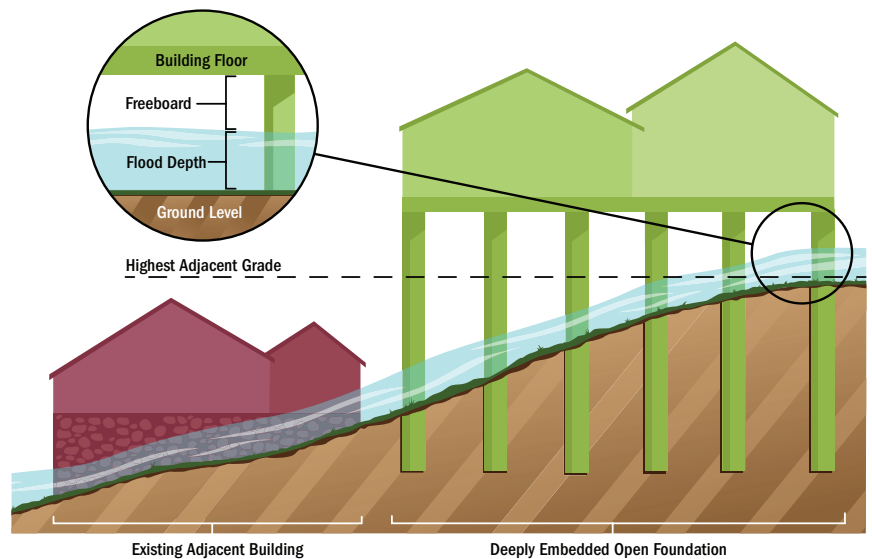 Building Floor
Freeboard
Flood Depth
Ground Level
Highest Adjacent Grade
Existing Adjacent Building
Deeply Embedded Open Foundation